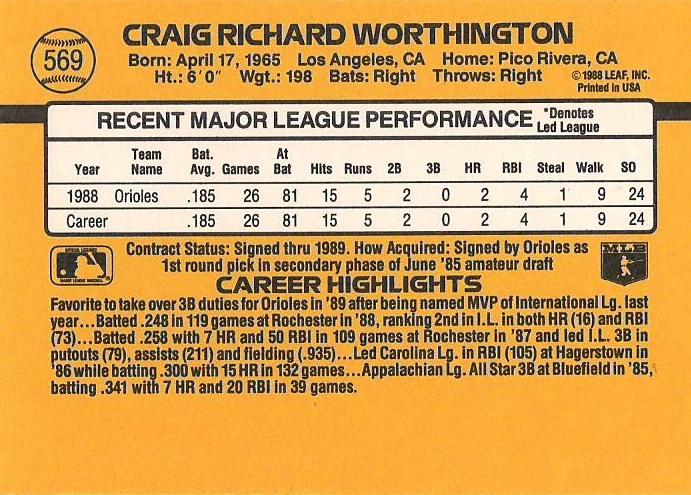 569
CRAIG RICHARD WORTHINGTON
Born: April 17, 1965 Los Angeles, CA Home: Pico Rivera, CA
Ht.: 6'0" Wgt.: 198 Bats: Right Throws: Right
©1988 LEAF, INC.
Printed in USA
RECENT MAJOR LEAGUE PERFORMANCE *Denotes
Led League
Year Team Name Bat. Avg. Games At Bat Hits Runs 2B 3B HR RBI Steal Walk SO
1988 Orioles .185 26 81 15 5 2 0 2 4 1 9 24
Career .185 26 81 15 5 2 0 2 4 1 9 24
Contract Status: Signed thru 1989. How Acquired: Signed by Orioles as
1st round pick in secondary phase of June '85 amateur draft
MLB
CAREER HIGHLIGHTS
Favorite to take over 3B duties for Orioles in '89 after being named MVP of International Lg. last
year...Batted .248 in 119 games at Rochester in '88, ranking 2nd in I.L. in both HR (16) and RBI
(73)...Batted .258 with 7 HR and 50 RBI in 109 games at Rochester in '87 and led I.L. 3B in
putouts (79), assists (211) and fielding (.935)...Led Carolina Lg. in RBI (105) at Hagerstown in
'86 while batting .300 with 15 HR in 132 games...Appalachian Lg. All Star 3B at Bluefield in '85,
batting .341 with 7 HR and 20 RBI in 39 games.